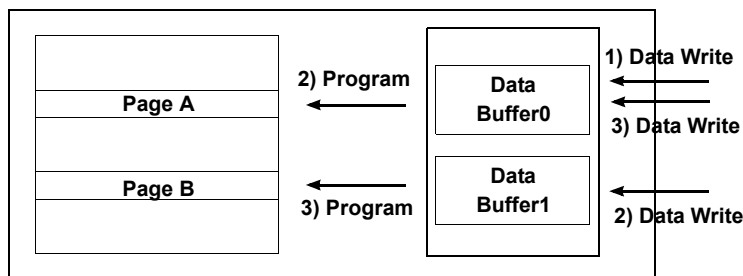 1) Data Write
2) Program
Data
Buffer0
Page A
3) Data Write
Page B
Data
Buffer1
3) Program
2) Data Write